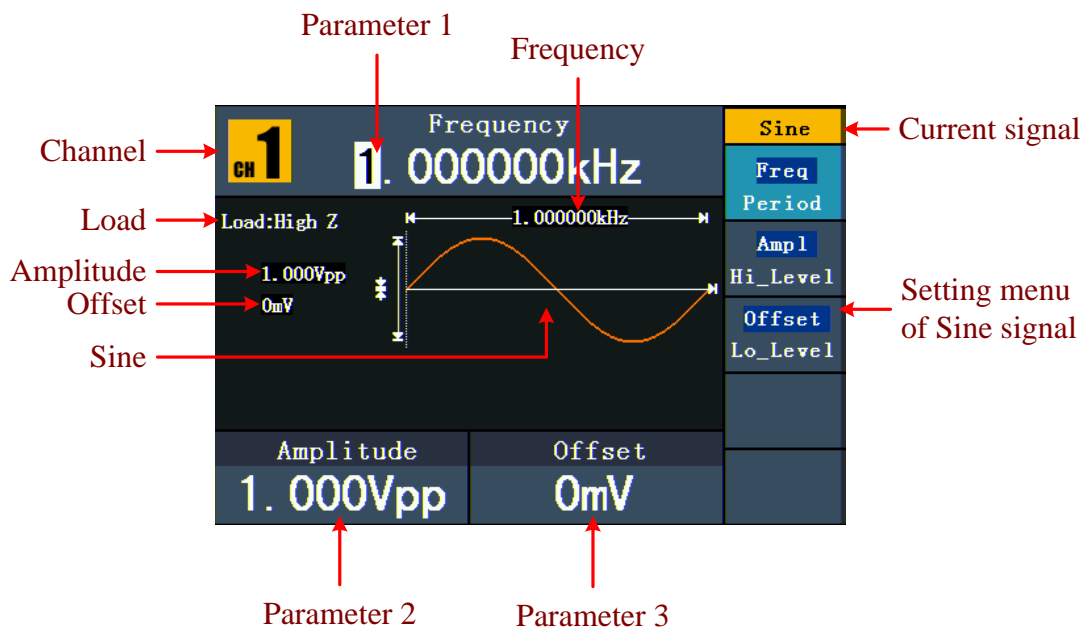 Parameter 1
Frequency
Channel
CH 1
Frequency
1.000000kHz
Sine
Current signal
Freq
Period
Load
Load:High Z
1.000000kHz
Amplitude
1.000Vpp
Ampl
Hi_Level
Offset
0mV
Offset
Lo_Level
Setting menu
of Sine signal
Sine
Amplitude
1.000Vpp
Offset
0mV
Parameter 2
Parameter 3